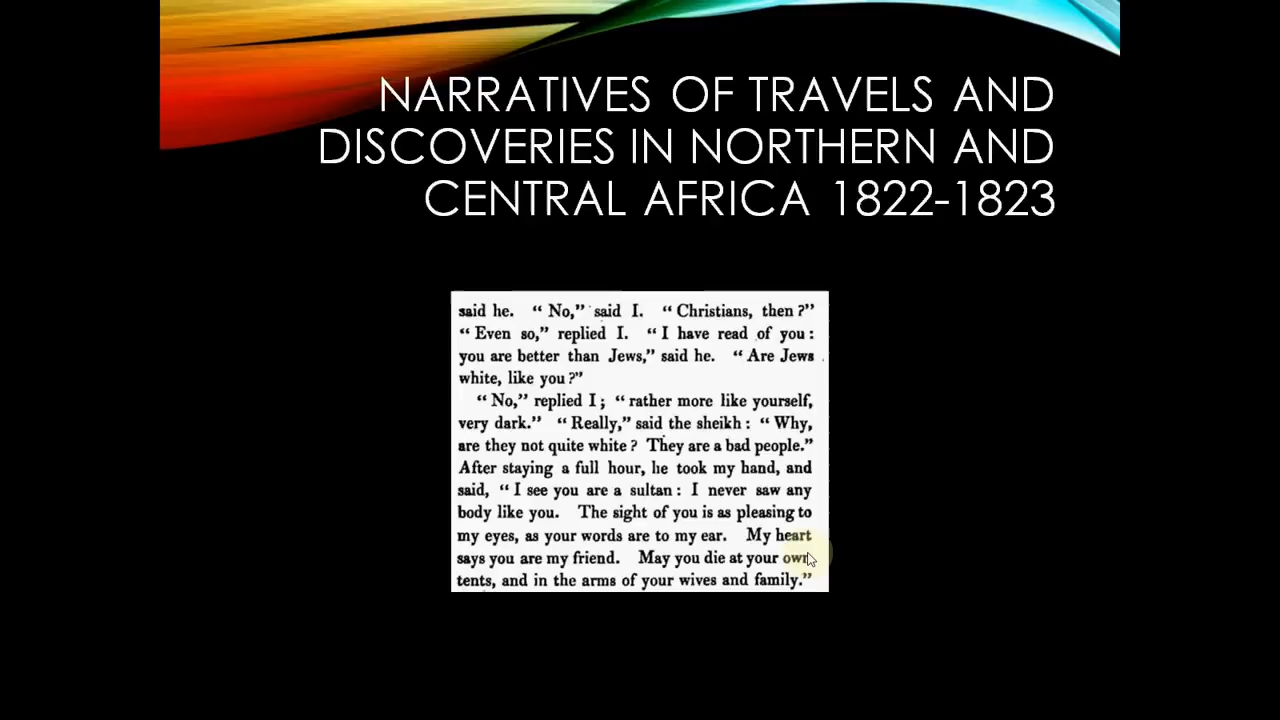 NARRATIVES OF TRAVELS AND
DISCOVERIES IN NORTHERN AND
CENTRAL AFRICA 1822-1823
said he. “ No,” said I. “ Christians, then ?”
“ Even so,” replied I. “ I have read of you :
you are better than Jews,” said he. “ Are Jews
white, like you ?”
“ No,” replied I ; “ rather more like yourself,
very dark.” “ Really,” said the sheikh : “ Why,
are they not quite white ? They are a bad people.”
After staying a full hour, he took my hand, and
said, “ I see you are a sultan : I never saw any
body like you. The sight of you is as pleasing to
my eyes, as your words are to my ear. My heart
says you are my friend. May you die at your own
tents, and in the arms of your wives and family.”